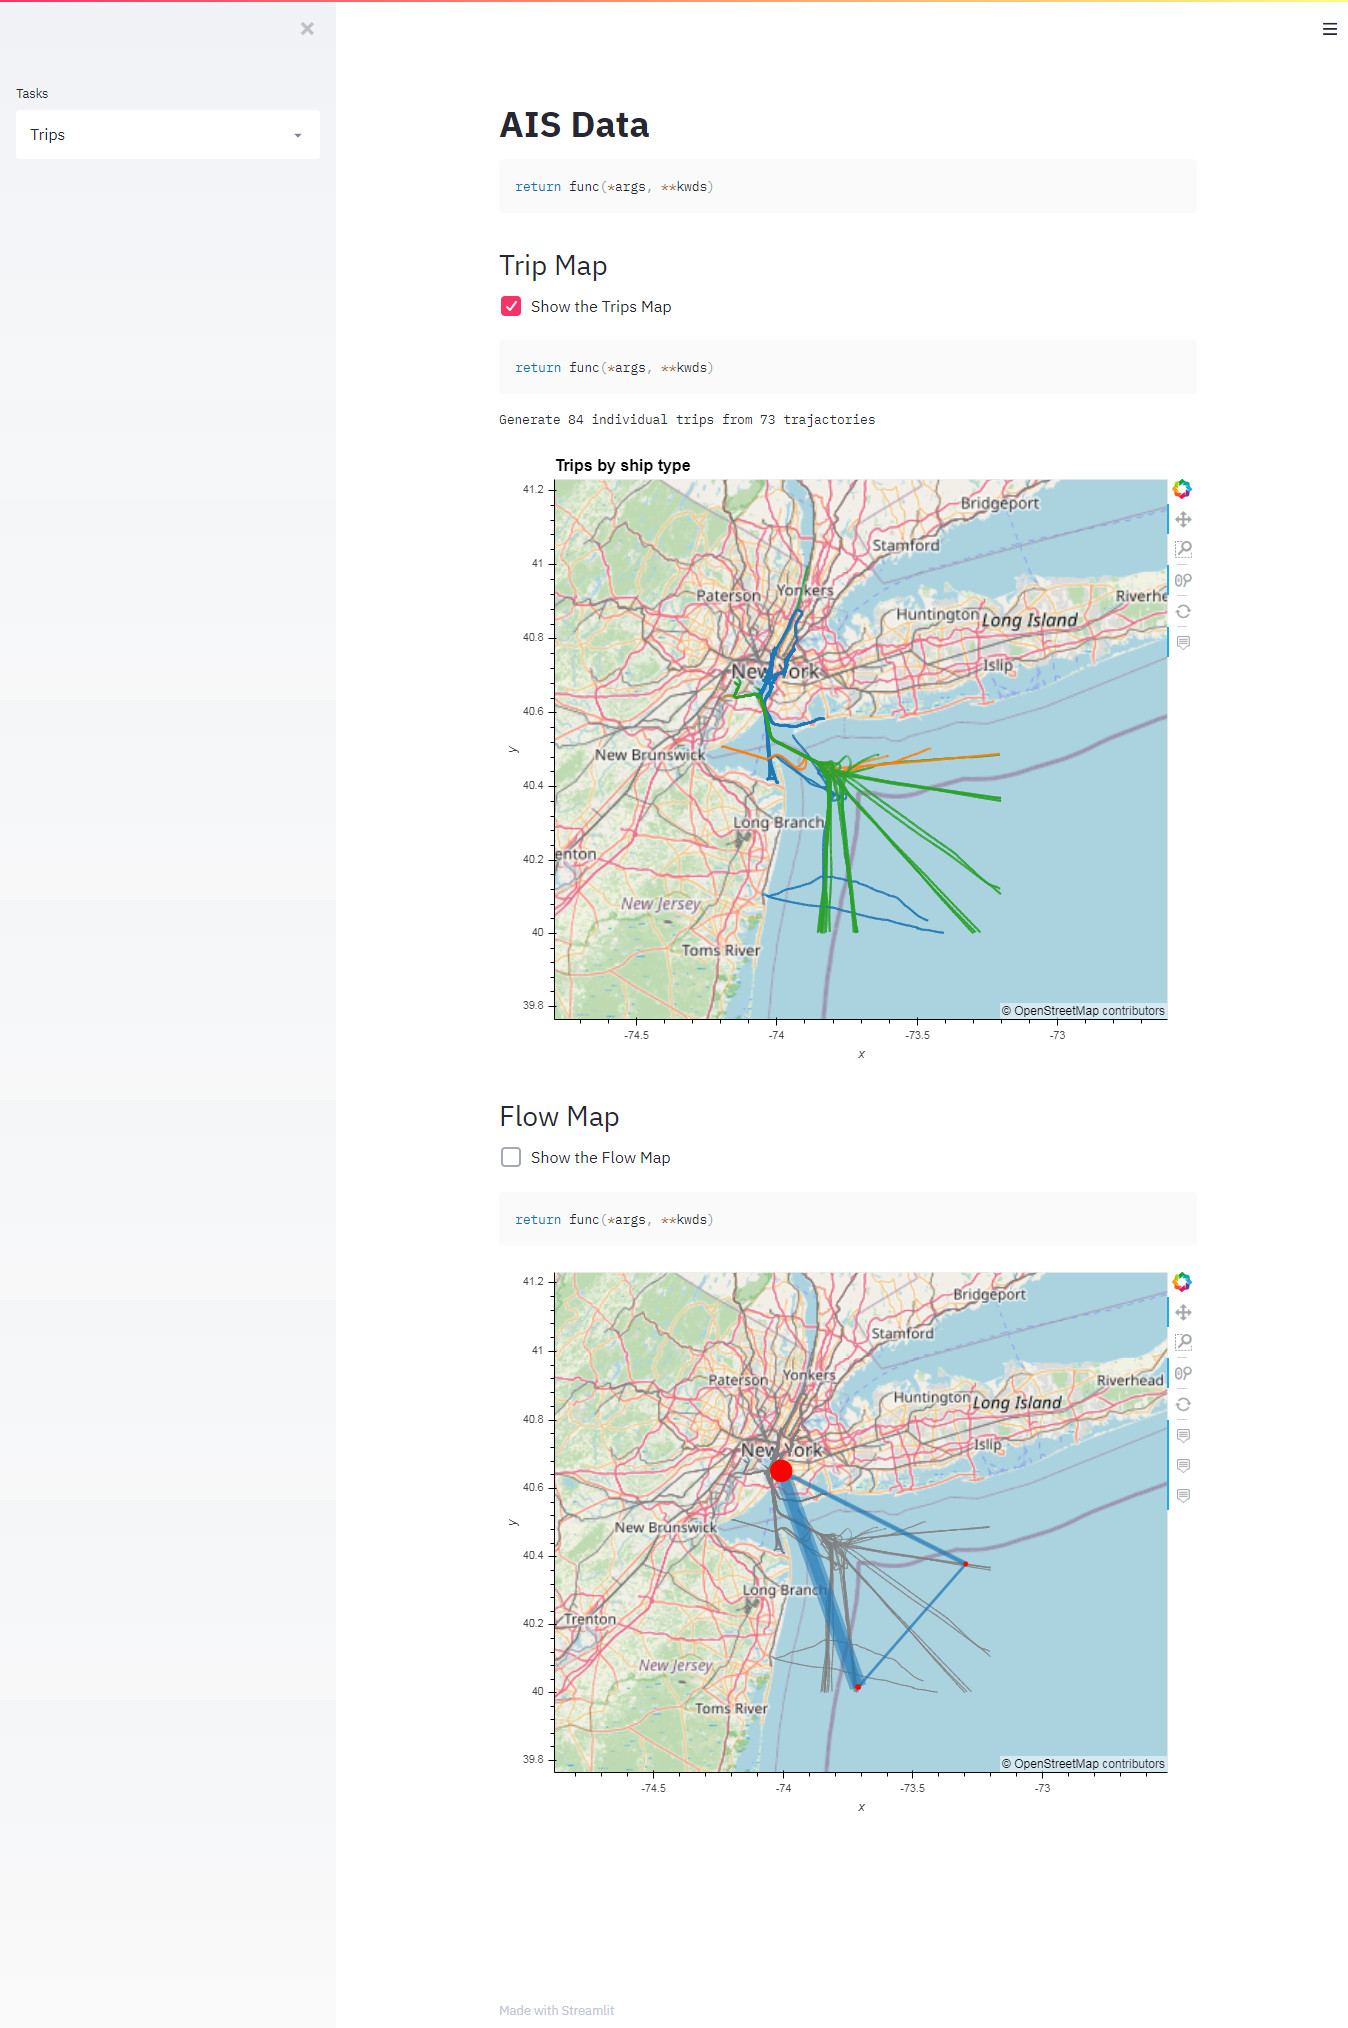 Tasks
Trips
AIS Data
return func(*args, **kwds)
Trip Map
Show the Trips Map
return func(*args, **kwds)
Generate 84 individual trips from 73 trajactories
Trips by ship type
41.2
41
40.8
40.6
40.4
40.2
40
39.8
y
Bridgeport
Stamford
Paterson
Yonkers
Riverhe
Huntington
Long Island
New York
Islip
New Brunswick
Long Branch
enton
New Jersey
Toms River
© OpenStreetMap contributors
-74.5
-74
-73.5
-73
x
Flow Map
Show the Flow Map
return func(*args, **kwds)
41.2
41
40.8
40.6
40.4
40.2
40
39.8
y
Bridgeport
Stamford
Paterson
Yonkers
Riverhead
Huntington
Long Island
New York
Islip
New Brunswick
Long Branch
Trenton
New Jersey
Toms River
© OpenStreetMap contributors
-74.5
-74
-73.5
-73
x
Made with Streamlit